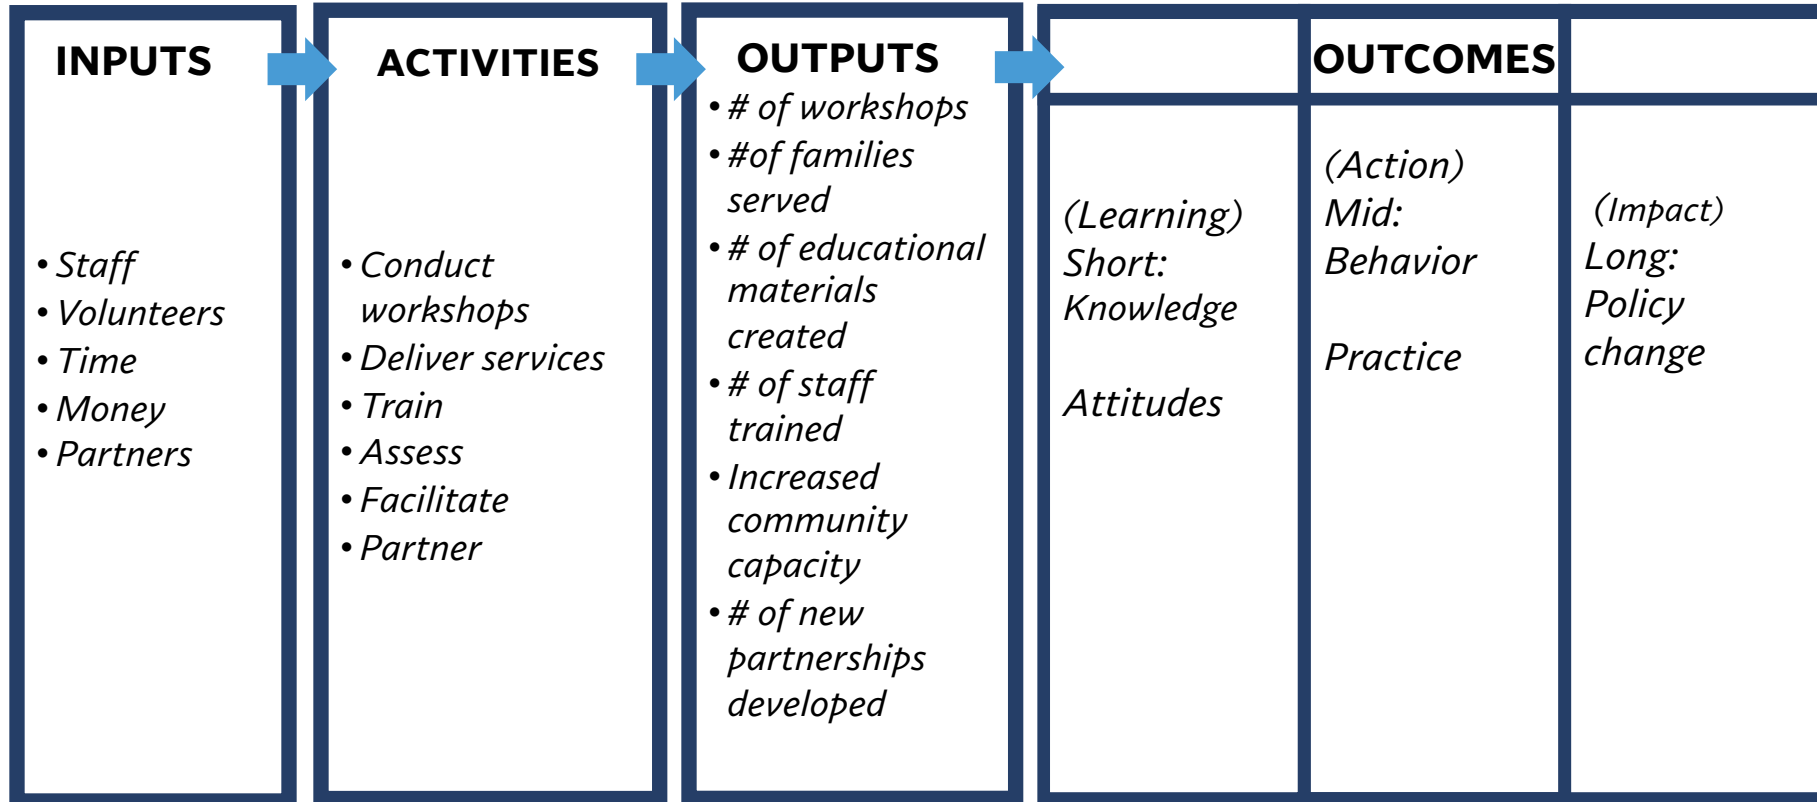 INPUTS
• Staff
• Volunteers
• Time
• Money
• Partners
ACTIVITIES
• Conduct
workshops
• Deliver services
• Train
• Assess
• Facilitate
• Partner
OUTPUTS
• # of workshops
• #of families
served
• # of educational
materials
created
• # of staff
trained
• Increased
community
capacity
• # of new
partnerships
developed
OUTCOMES
(Learning)
Short:
Knowledge
Attitudes
(Action)
Mid:
Behavior
Practice
(Impact)
Long:
Policy
change